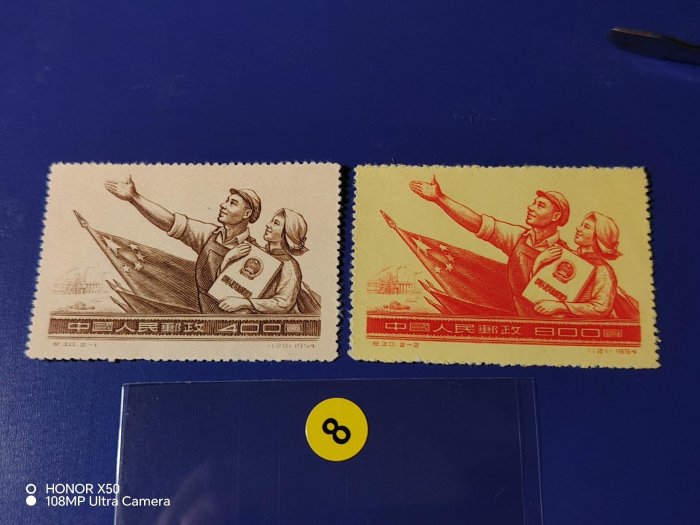 中國人民郵政 400圓
紀30.2-1 (120) 1954
中國人民郵政 800圓
紀30.2-2 (121) 1954
8
HONOR X50
108MP Ultra Camera